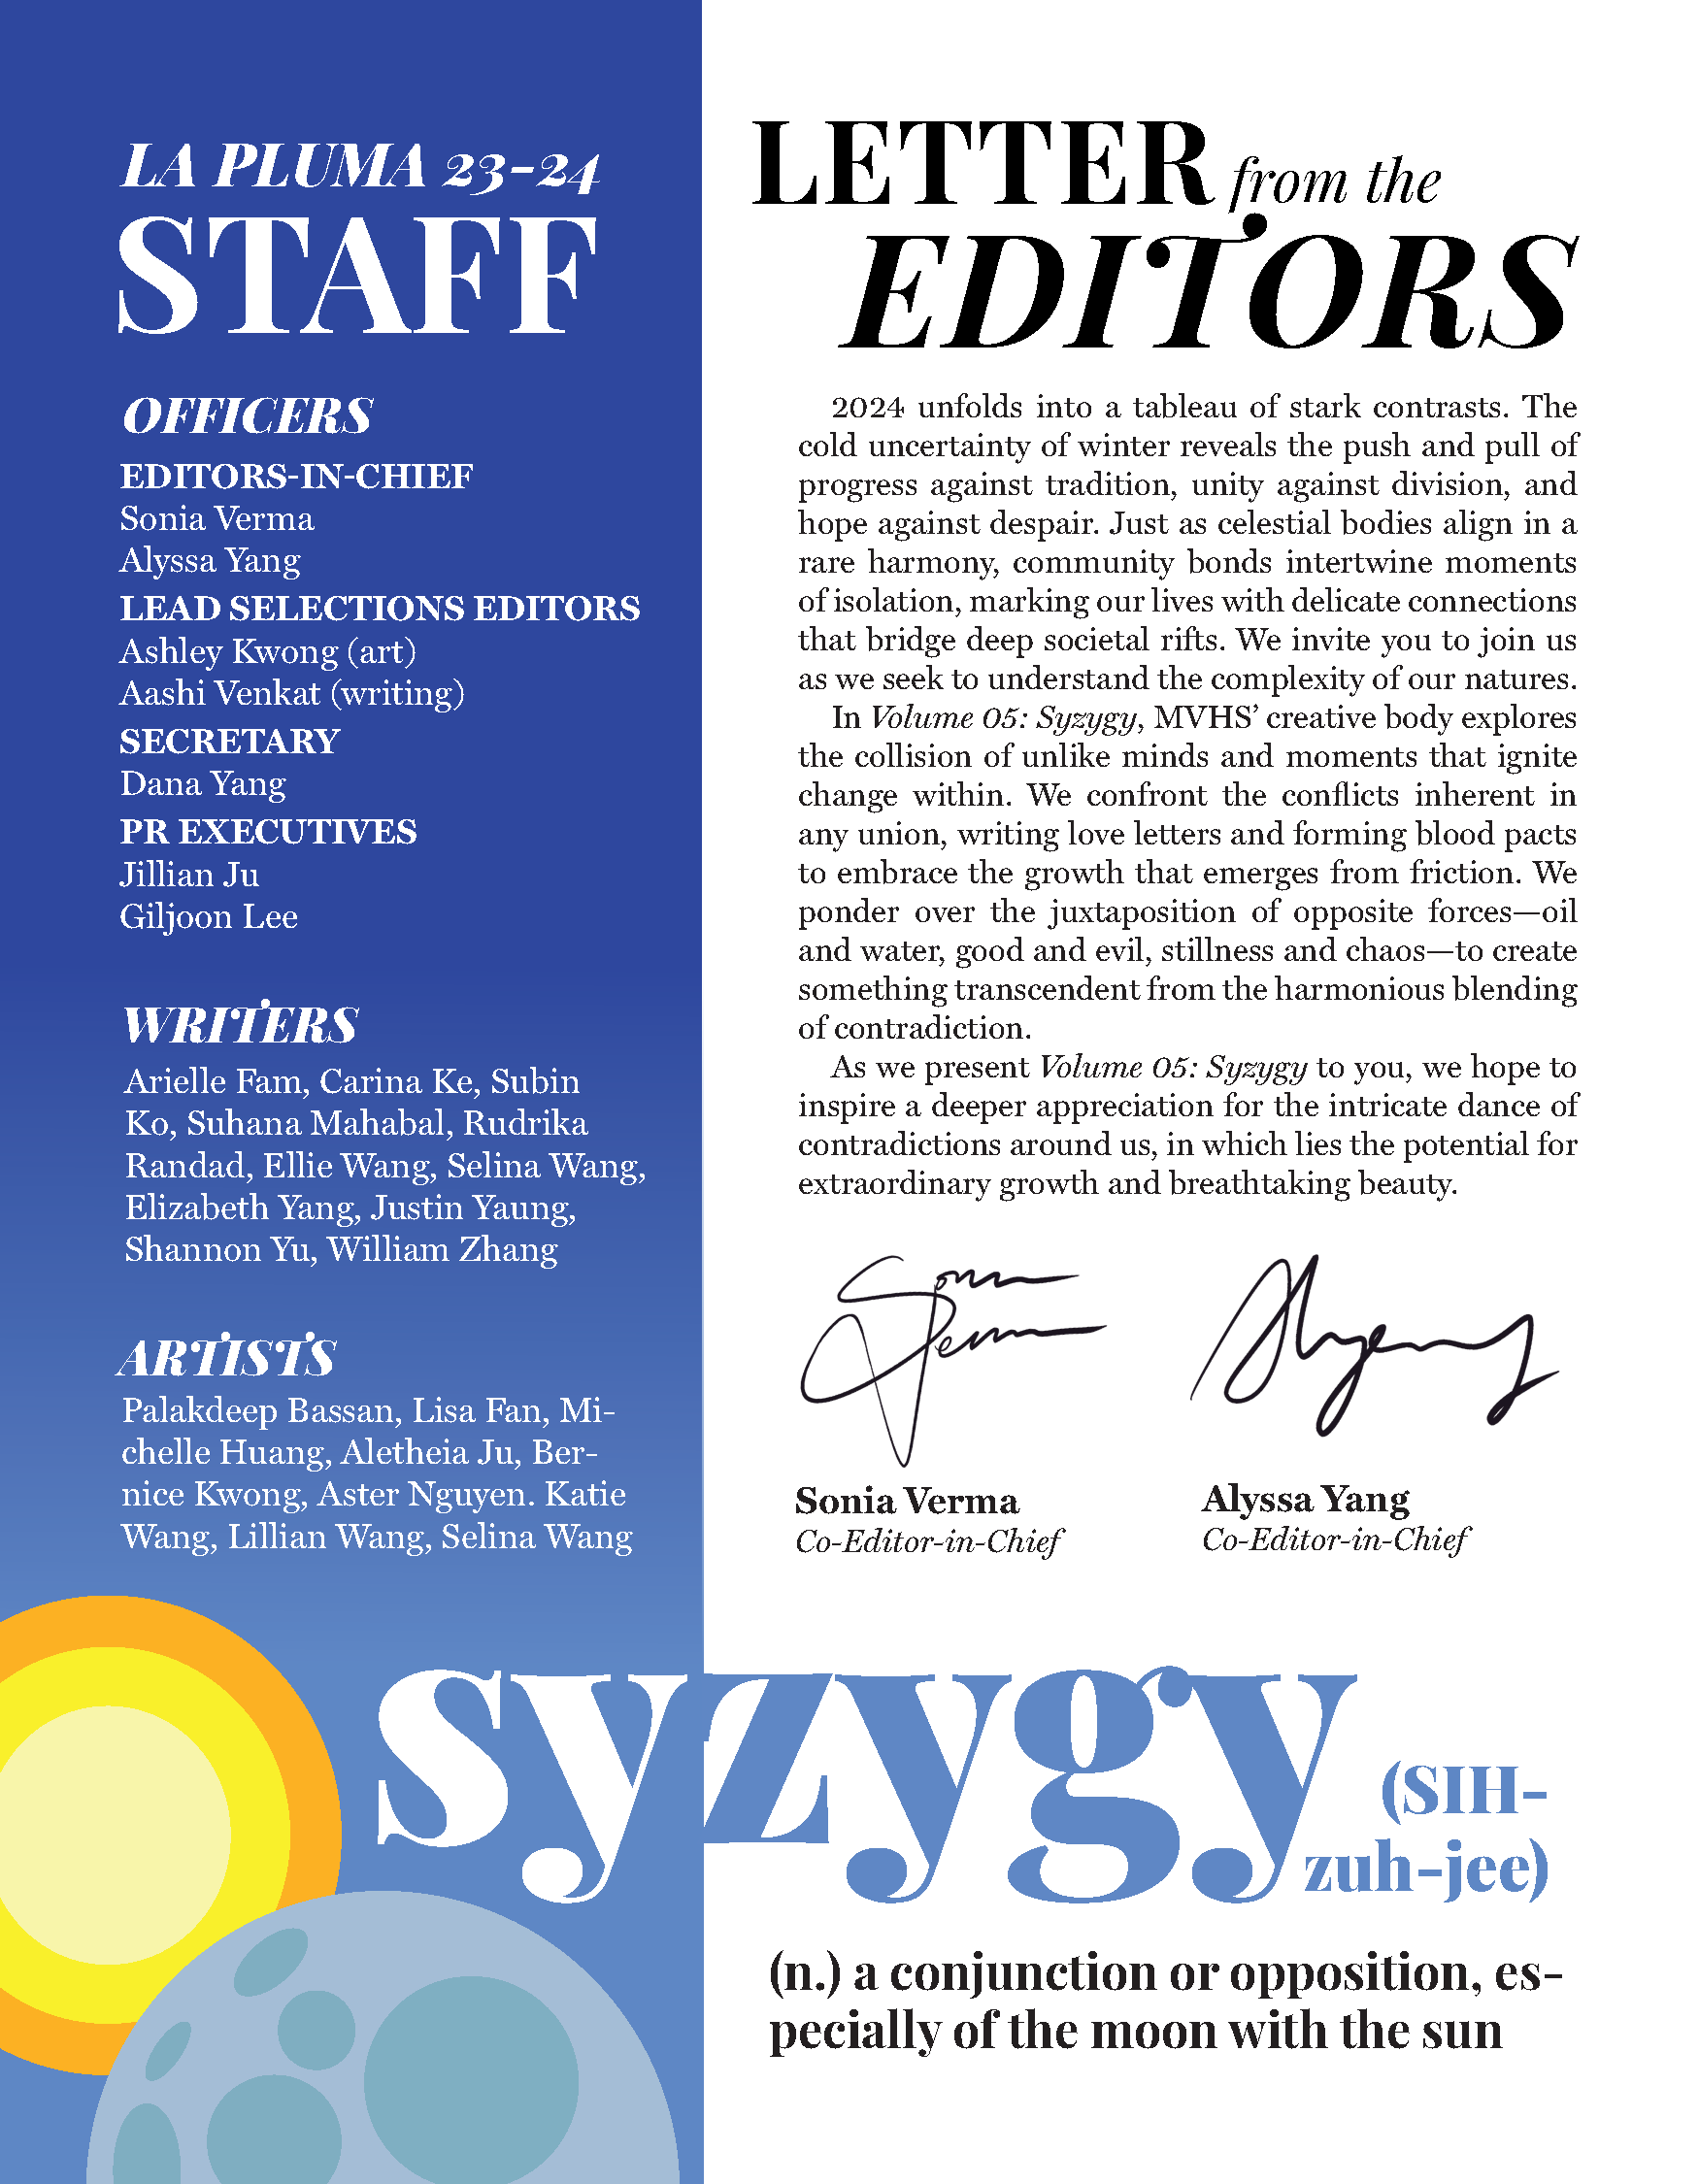 LA PLUMA 23-24
STAFF
OFFICERS
EDITORS-IN-CHIEF
Sonia Verma
Alyssa Yang
LEAD SELECTIONS EDITORS
Ashley Kwong (art)
Aashi Venkat (writing)
SECRETARY
Dana Yang
PR EXECUTIVES
Jillian Ju
Giljoon Lee
WRITERS
Arielle Fam, Carina Ke, Subin
Ko, Suhana Mahabal, Rudrika
Randad, Ellie Wang, Selina Wang,
Elizabeth Yang, Justin Yaung,
Shannon Yu, William Zhang
ARTISTS
Palakdeep Bassan, Lisa Fan, Mi-
chelle Huang, Aletheia Ju, Ber-
nice Kwong, Aster Nguyen. Katie
Wang, Lillian Wang, Selina Wang
LETTER from the
EDITORS
2024 unfolds into a tableau of stark contrasts. The
cold uncertainty of winter reveals the push and pull of
progress against tradition, unity against division, and
hope against despair. Just as celestial bodies align in a
rare harmony, community bonds intertwine moments
of isolation, marking our lives with delicate connections
that bridge deep societal rifts. We invite you to join us
as we seek to understand the complexity of our natures.
In Volume 05: Syzygy, MVHS’ creative body explores
the collision of unlike minds and moments that ignite
change within. We confront the conflicts inherent in
any union, writing love letters and forming blood pacts
to embrace the growth that emerges from friction. We
ponder over the juxtaposition of opposite forces—oil
and water, good and evil, stillness and chaos—to create
something transcendent from the harmonious blending
of contradiction.
As we present Volume 05: Syzygy to you, we hope to
inspire a deeper appreciation for the intricate dance of
contradictions around us, in which lies the potential for
extraordinary growth and breathtaking beauty.
Sonia Verma
Co-Editor-in-Chief
Alyssa Yang
Co-Editor-in-Chief
syzygy (SIH-
zuh-jee)
(n.) a conjunction or opposition, es-
pecially of the moon with the sun